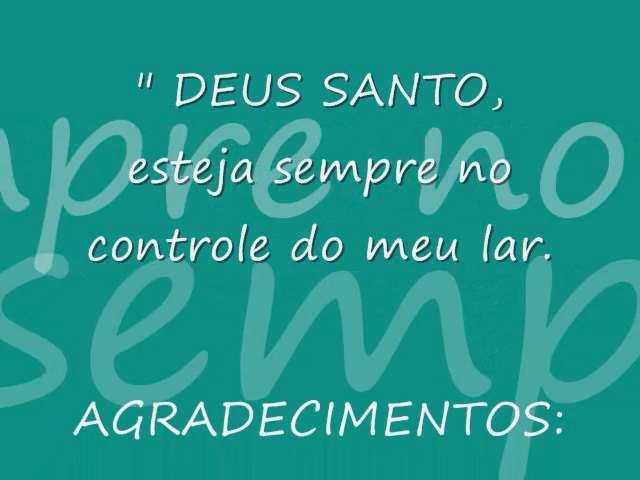 " DEUS SANTO,
esteja sempre no
controle do meu lar.
AGRADECIMENTOS: